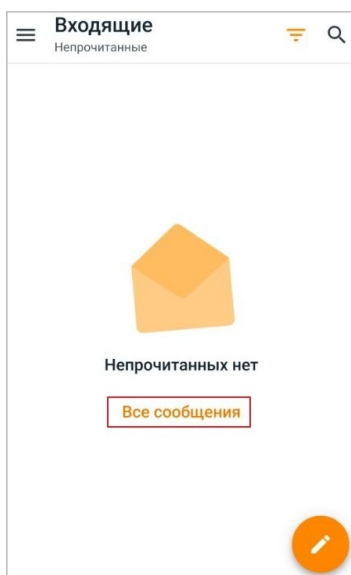 Входящие
Непрочитанные
Непрочитанных нет
Все сообщения